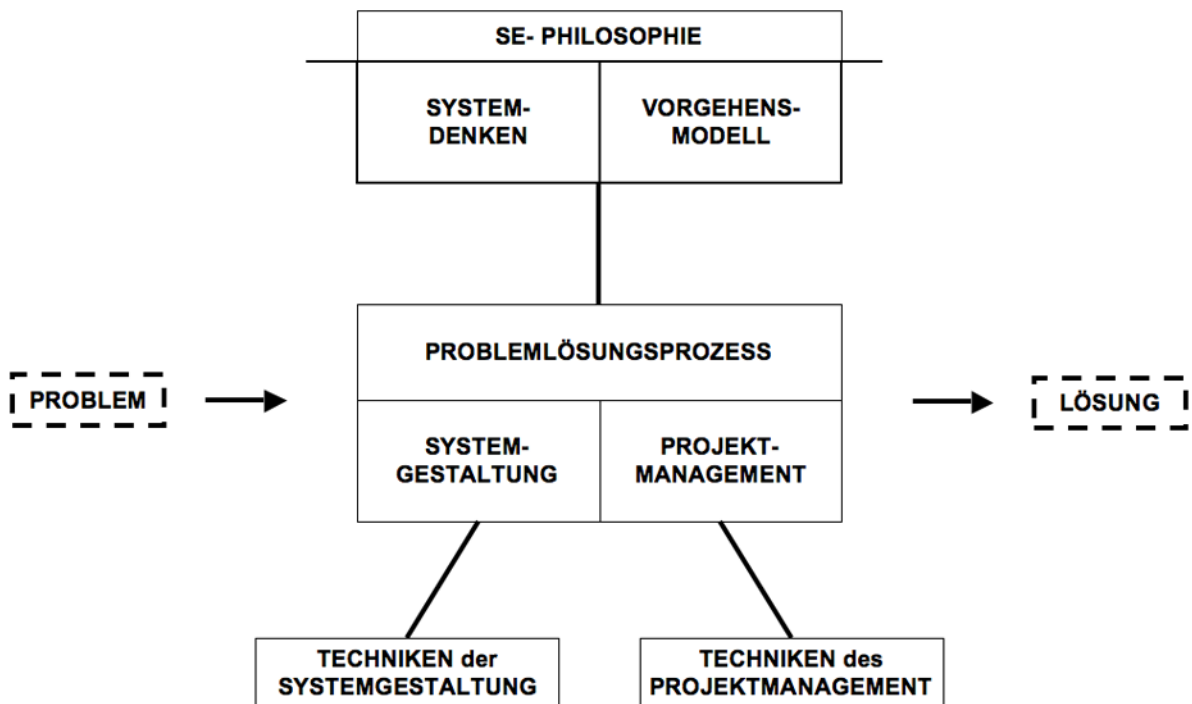 SE- PHILOSOPHIE
SYSTEM-
DENKEN
VORGEHENS-
MODELL
PROBLEMLÖSUNGSPROZESS
PROBLEM
LÖSUNG
SYSTEM-
GESTALTUNG
PROJEKT-
MANAGEMENT
TECHNIKEN der
SYSTEMGESTALTUNG
TECHNIKEN des
PROJEKTMANAGEMENT